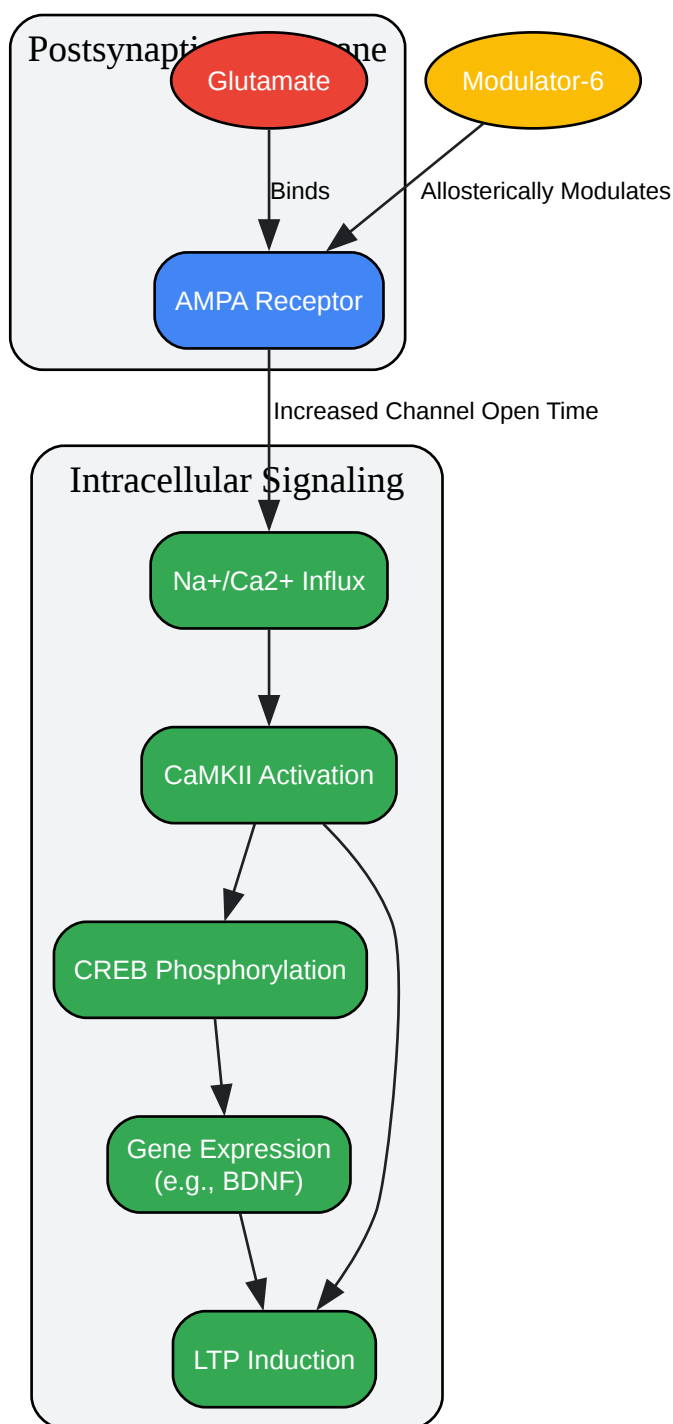 Glutamate
Modulator-6
Binds
Allosterically Modulates
AMPA Receptor
Increased Channel Open Time
Intracellular Signaling
Na+/Ca2+ Influx
CaMKII Activation
CREB Phosphorylation
Gene Expression
(e.g., BDNF)
LTP Induction